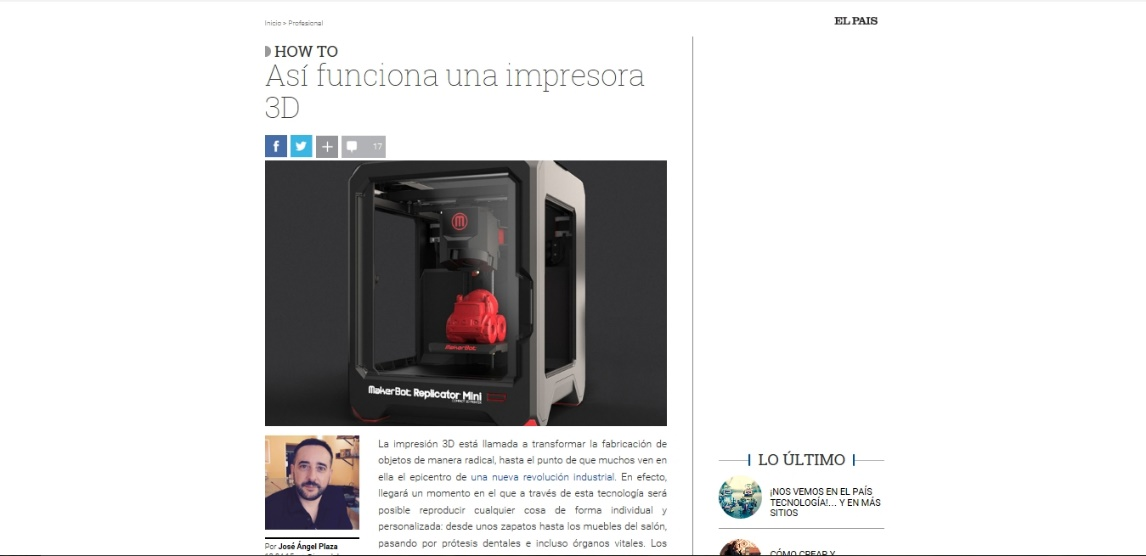 Inicio > Profesional
EL PAIS
HOW TO
Así funciona una impresora
3D
17
MakerBot Replicator Mini
MakerBot
La impresión 3D está llamada a transformar la fabricación de
objetos de manera radical, hasta el punto de que muchos ven en
ella el epicentro de una nueva revolución industrial. En efecto,
llegará un momento en el que a través de esta tecnología será
posible reproducir cualquier cosa de forma individual y
personalizada: desde unos zapatos hasta los muebles del salón,
pasando por prótesis dentales e incluso órganos vitales. Los
Por José Ángel Plaza
LO ÚLTIMO
¡NOS VEMOS EN EL PAÍS
TECNOLOGÍA!... Y EN MÁS
SITIOS
CÓMO CREAR Y